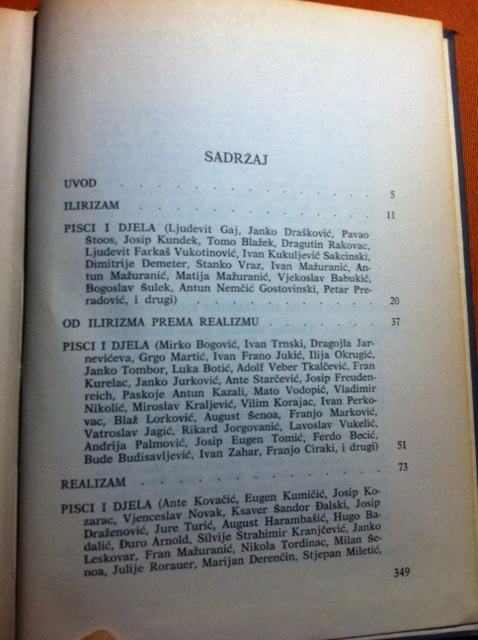 SADRŽAJ
UVOD . . . . . . . . . . . . . . 5
ILIRIZAM . . . . . . . . . . . . . 11
PISCI I DJELA (Ljudevit Gaj, Janko Drašković, Pavao
Štoos, Josip Kundek, Tomo Blažek, Dragutin Rakovac,
Ljudevit Farkaš Vukotinović, Ivan Kukuljević Sakcinski,
Dimitrije Demeter, Stanko Vraz, Ivan Mažuranić, An-
tun Mažuranić, Matija Mažuranić, Vjekoslav Babukić,
Bogoslav Šulek, Antun Nemčić Gostovinski, Petar Pre-
radović, i drugi) . . . . . . . . . . . 20
OD ILIRIZMA PREMA REALIZMU . . . . . . 37
PISCI I DJELA (Mirko Bogović, Ivan Trnski, Dragojla Jar-
nevićeva, Grgo Martić, Ivan Frano Jukić, Ilija Okrugić,
Janko Tombor, Luka Botić, Adolf Veber Tkalčević, Fran
Kurelac, Janko Jurković, Ante Starčević, Josip Freuden-
reich, Paskoje Antun Kazali, Mato Vodopić, Vladimir
Nikolić, Miroslav Kraljević, Vilim Korajac, Ivan Perko-
vac, Blaž Lorković, August Šenoa, Franjo Marković,
Vatroslav Jagić, Rikard Jorgovanić, Lavoslav Vukelić,
Andrija Palmović, Josip Eugen Tomić, Ferdo Becić,
Bude Budisavljević, Ivan Zahar, Franjo Ciraki, i drugi) 51
REALIZAM . . . . . . . . . . . . . 73
PISCI I DJELA (Ante Kovačić, Eugen Kumičić, Josip Ko-
zarac, Vjenceslav Novak, Ksaver Šandor Đalski, Josip
Draženović, Jure Turić, August Harambašić, Hugo Ba-
dalić, Đuro Arnold, Silvije Strahimir Kranjčević, Janko
Leskovar, Fran Mažuranić, Nikola Tordinac, Milan Še-
noa, Julije Rorauer, Marijan Derenčin, Stjepan Miletić,
349